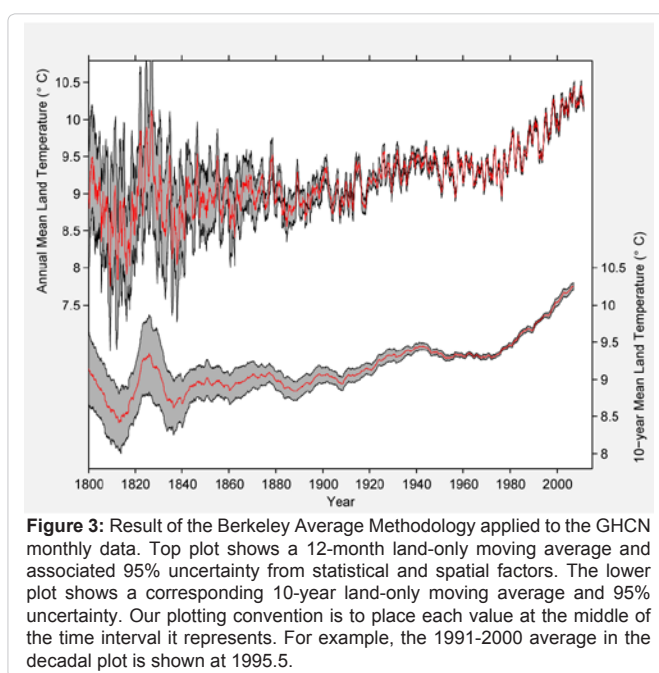 Annual Mean Land Temperature (° C)
10.5
10
9.5
9
8.5
8
7.5
10.5
10
9.5
9
8.5
8
10-year Mean Land Temperature (° C)
1800 1820 1840 1860 1880 1900 1920 1940 1960 1980 2000
Year
Figure 3: Result of the Berkeley Average Methodology applied to the GHCN
monthly data. Top plot shows a 12-month land-only moving average and
associated 95% uncertainty from statistical and spatial factors. The lower
plot shows a corresponding 10-year land-only moving average and 95%
uncertainty. Our plotting convention is to place each value at the middle of
the time interval it represents. For example, the 1991-2000 average in the
decadal plot is shown at 1995.5.